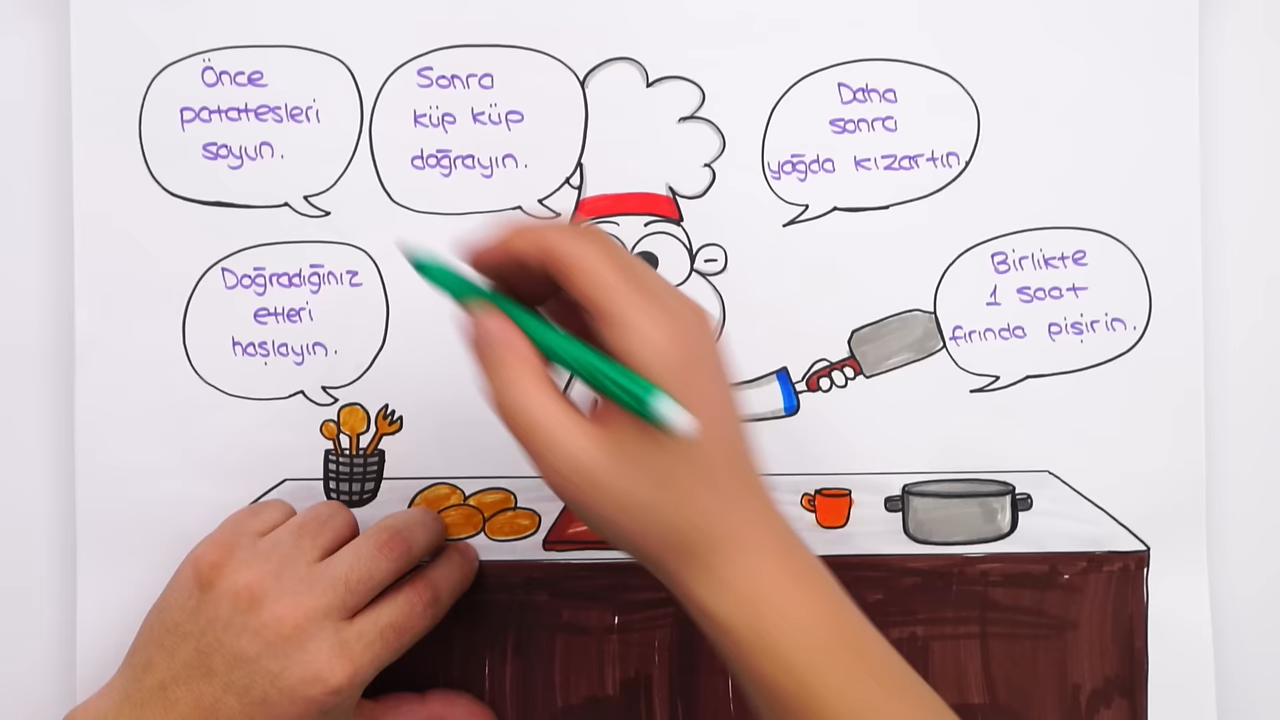 Önce
patatesleri
soyun.
Sonra
küp küp
doğrayın.
Daha
sonra
yağda kızartın.
Doğradığınız
etleri
haşlayın.
Birlikte
1 saat
fırında pişirin.